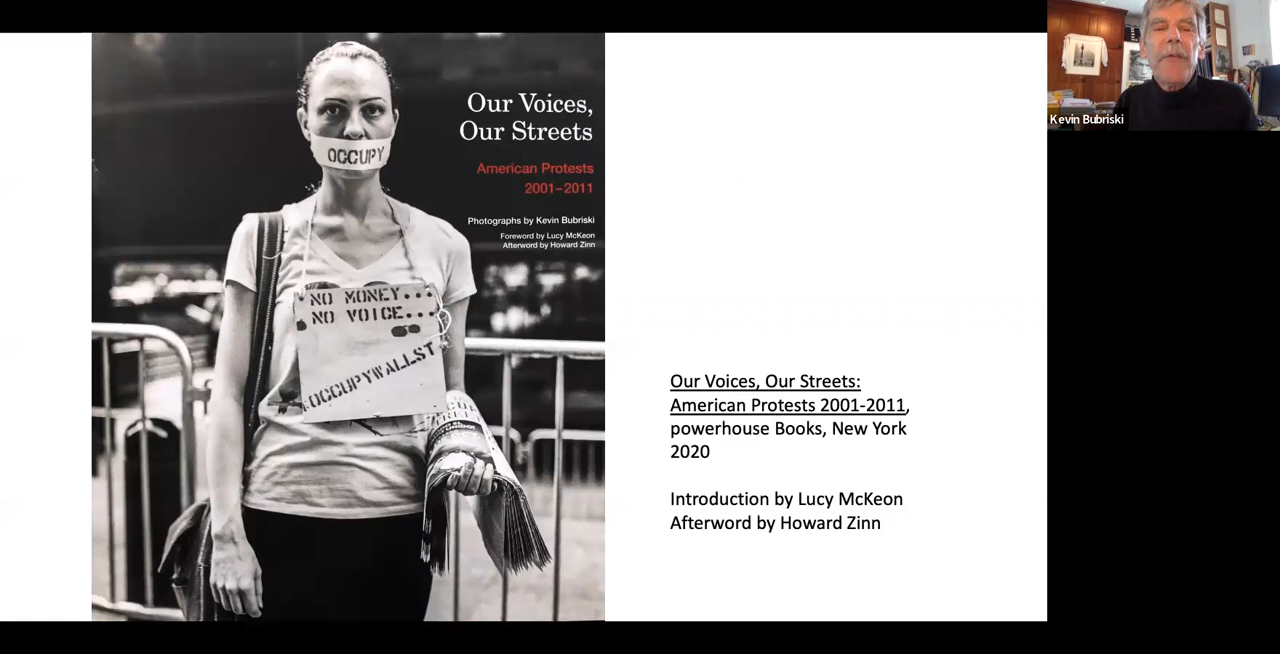 Our Voices,
Our Streets
American Protests
2001–2011
Photographs by Kevin Bubriski
Foreword by Lucy McKeon
Afterword by Howard Zinn
OCCUPY
NO MONEY...
NO VOICE...
OCCUPYWALLST
Our Voices, Our Streets:
American Protests 2001-2011,
powerhouse Books, New York
2020
Introduction by Lucy McKeon
Afterword by Howard Zinn
Kevin Bubriski